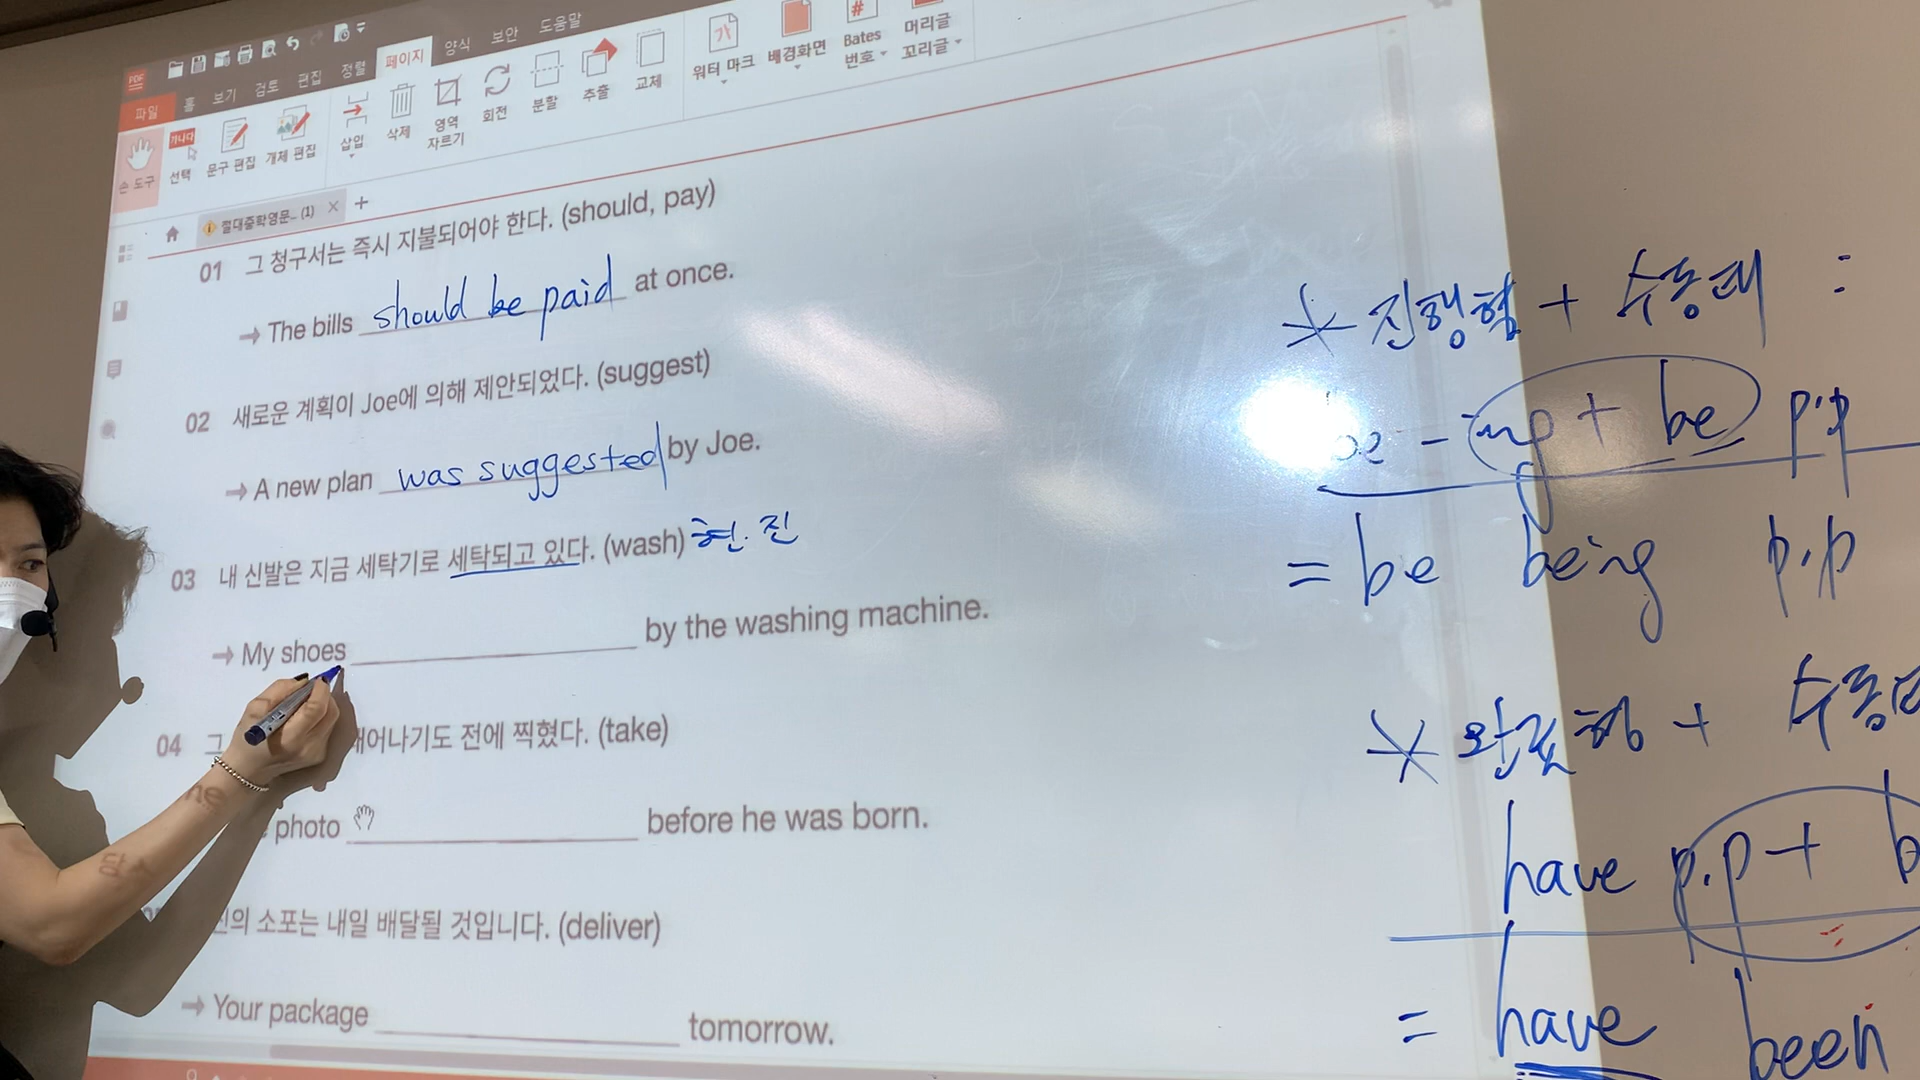 도움말
보안
양식
페이지
정렬
편집
검토
보기
홈
파일
손 도구
선택
문구 편집
개체 편집
삽입
삭제
영역
자르기
회전
분할
추출
교체
워터 마크
배경화면
Bates
번호
머리글
꼬리글
절대중학영문... (1)
01 그 청구서는 즉시 지불되어야 한다. (should, pay)
The bills should be paid at once.
02 새로운 계획이 Joe에 의해 제안되었다. (suggest)
A new plan was suggested by Joe.
03 내 신발은 지금 세탁기로 세탁되고 있다. (wash) 현.진
My shoes by the washing machine.
04 그 태어나기도 전에 찍혔다. (take)
photo before he was born.
소포는 내일 배달될 것입니다. (deliver)
Your package tomorrow.
진행형 + 수동태 :
be -ing + be p.p
= be being p.p
완료형 + 수동태
have p.p + b
= have been